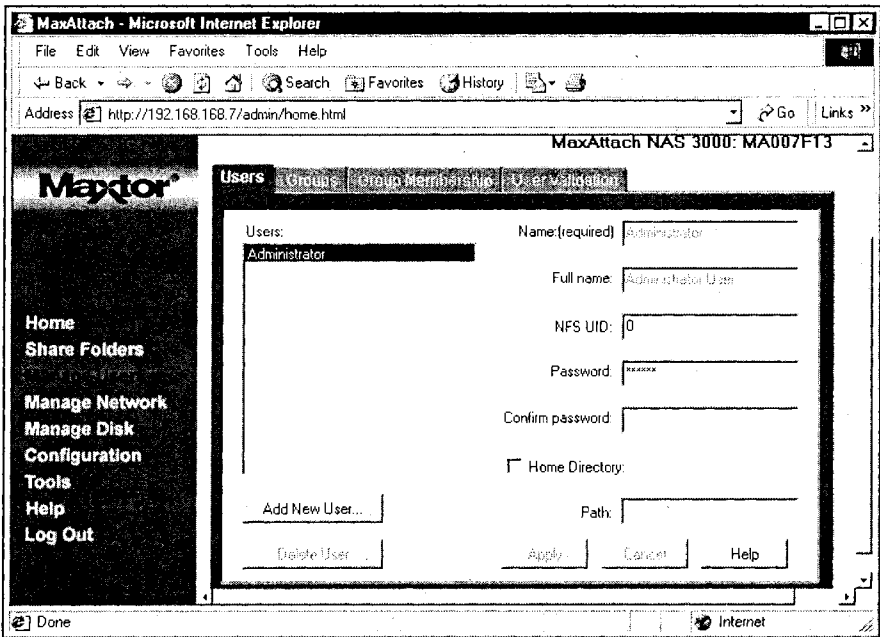 MaxAttach - Microsoft Internet Explorer
File Edit View Favorites Tools Help
Back Search Favorites History
Address http://192.168.168.7/admin/home.html Go Links »
MaxAttach NAS 3000: MA007F13
Maxtor®
Users Groups Group Membership User Validation
Users:
Administrator
Name:(required) Administrator
Full name: Administrator User
NFS UID: 0
Password: xxxxxx
Confirm password:
Home Directory:
Path:
Home
Share Folders
Manage Network
Manage Disk
Configuration
Tools
Help
Log Out
Add New User...
Delete User...
Apply Cancel Help
Done Internet